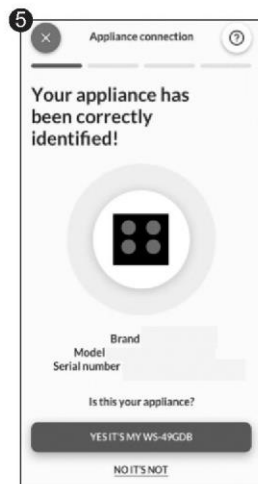 5
Appliance connection
?
Your appliance has
been correctly
identified!
Brand
Model
Serial number
Is this your appliance?
YES IT'S MY WS-49GDB
NO IT'S NOT